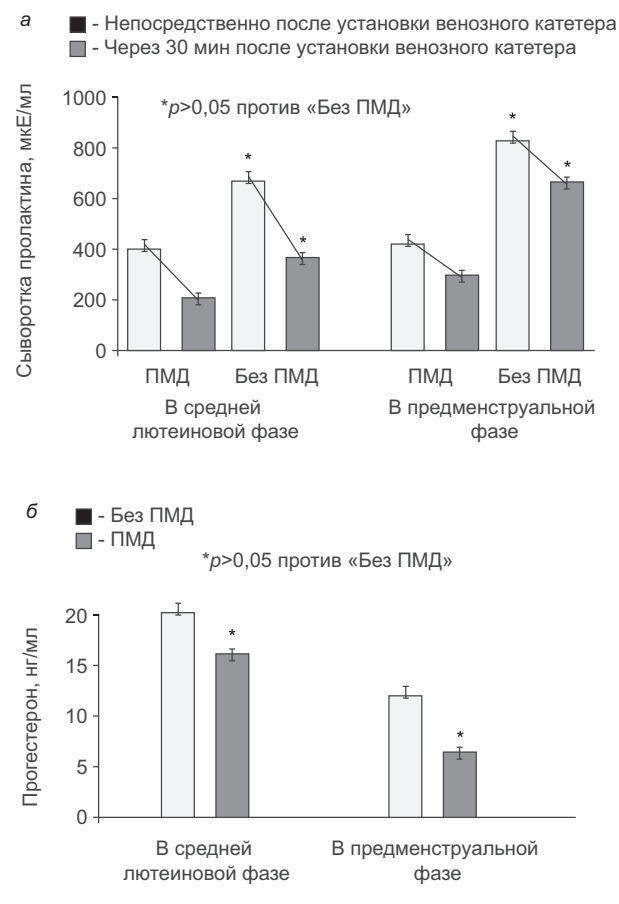 а
- Непосредственно после установки венозного катетера
- Через 30 мин после установки венозного катетера
Сыворотка пролактина, мкЕ/мл
*p>0,05 против «Без ПМД»
1000
800
600
400
200
0
* * * *
ПМД Без ПМД ПМД Без ПМД
В средней
лютеиновой фазе
В предменструальной
фазе
б
- Без ПМД
- ПМД
*p>0,05 против «Без ПМД»
Прогестерон, нг/мл
20
15
10
5
0
* *
В средней
лютеиновой фазе
В предменструальной
фазе